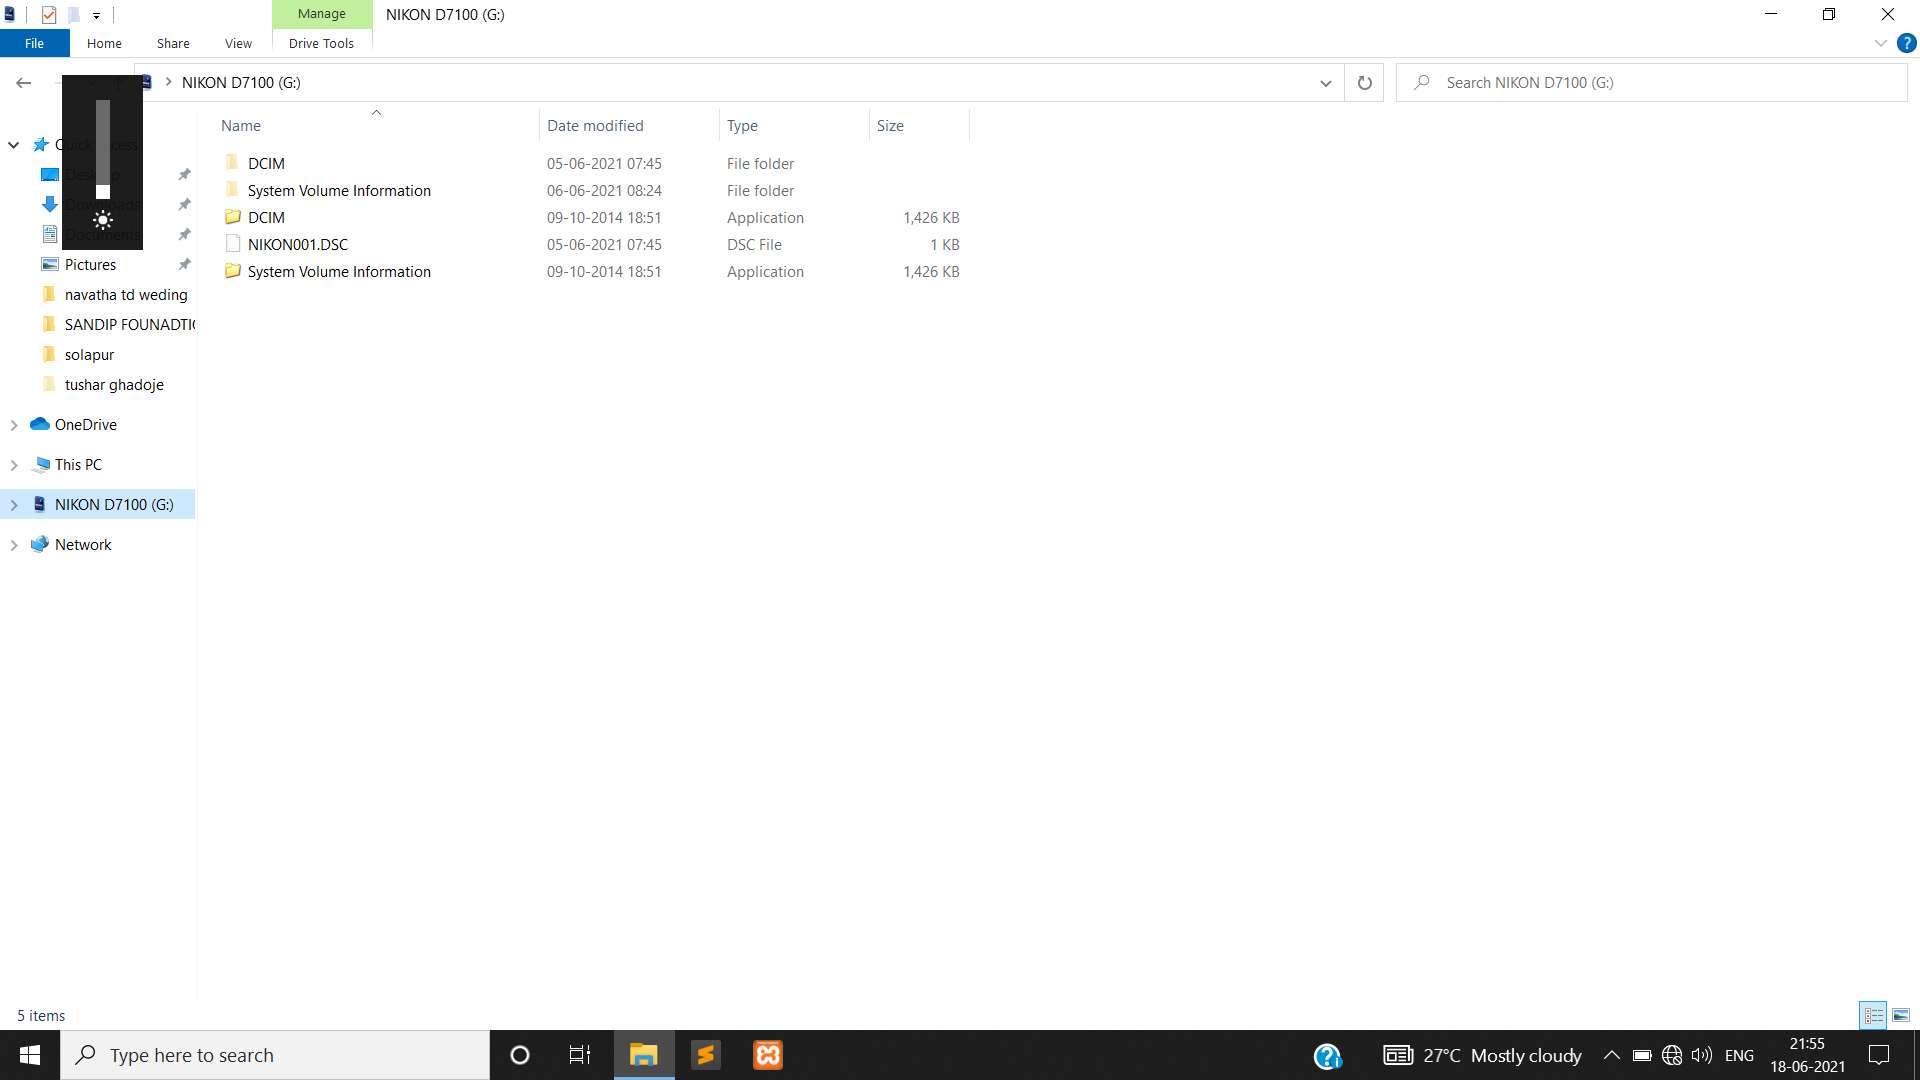 Manage
NIKON D7100 (G:)
File
Home
Share
View
Drive Tools
NIKON D7100 (G:)
Search NIKON D7100 (G:)
Name
Date modified
Type
Size
DCIM 05-06-2021 07:45 File folder
System Volume Information 06-06-2021 08:24 File folder
DCIM 09-10-2014 18:51 Application 1,426 KB
NIKON001.DSC 05-06-2021 07:45 DSC File 1 KB
System Volume Information 09-10-2014 18:51 Application 1,426 KB
Quick access
Desktop
Downloads
Documents
Pictures
navatha td weding
SANDIP FOUNADTI
solapur
tushar ghadoje
OneDrive
This PC
NIKON D7100 (G:)
Network
5 items
Type here to search
27°C Mostly cloudy
ENG
21:55
18-06-2021